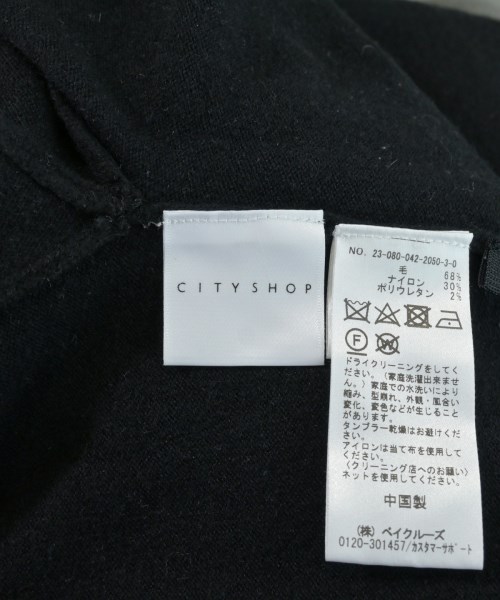 CITYSHOP
NO. 23-080-042-2050-3-0
毛 68%
ナイロン 30%
ポリウレタン 2%
F W
ドライクリーニングをしてく
ださい。(家庭洗濯出来ませ
ん。)家庭での水洗いにより
縮み、型崩れ、外観・風合い
変化、変色などが生じること
があります。
タンブラー乾燥はお避けくだ
さい。
アイロンは当て布を使用して
ください。
(クリーニング店へのお願い)
ネットを使用してください。
中国製
(株) ベイクルーズ
0120-301457/カスタマーサポート